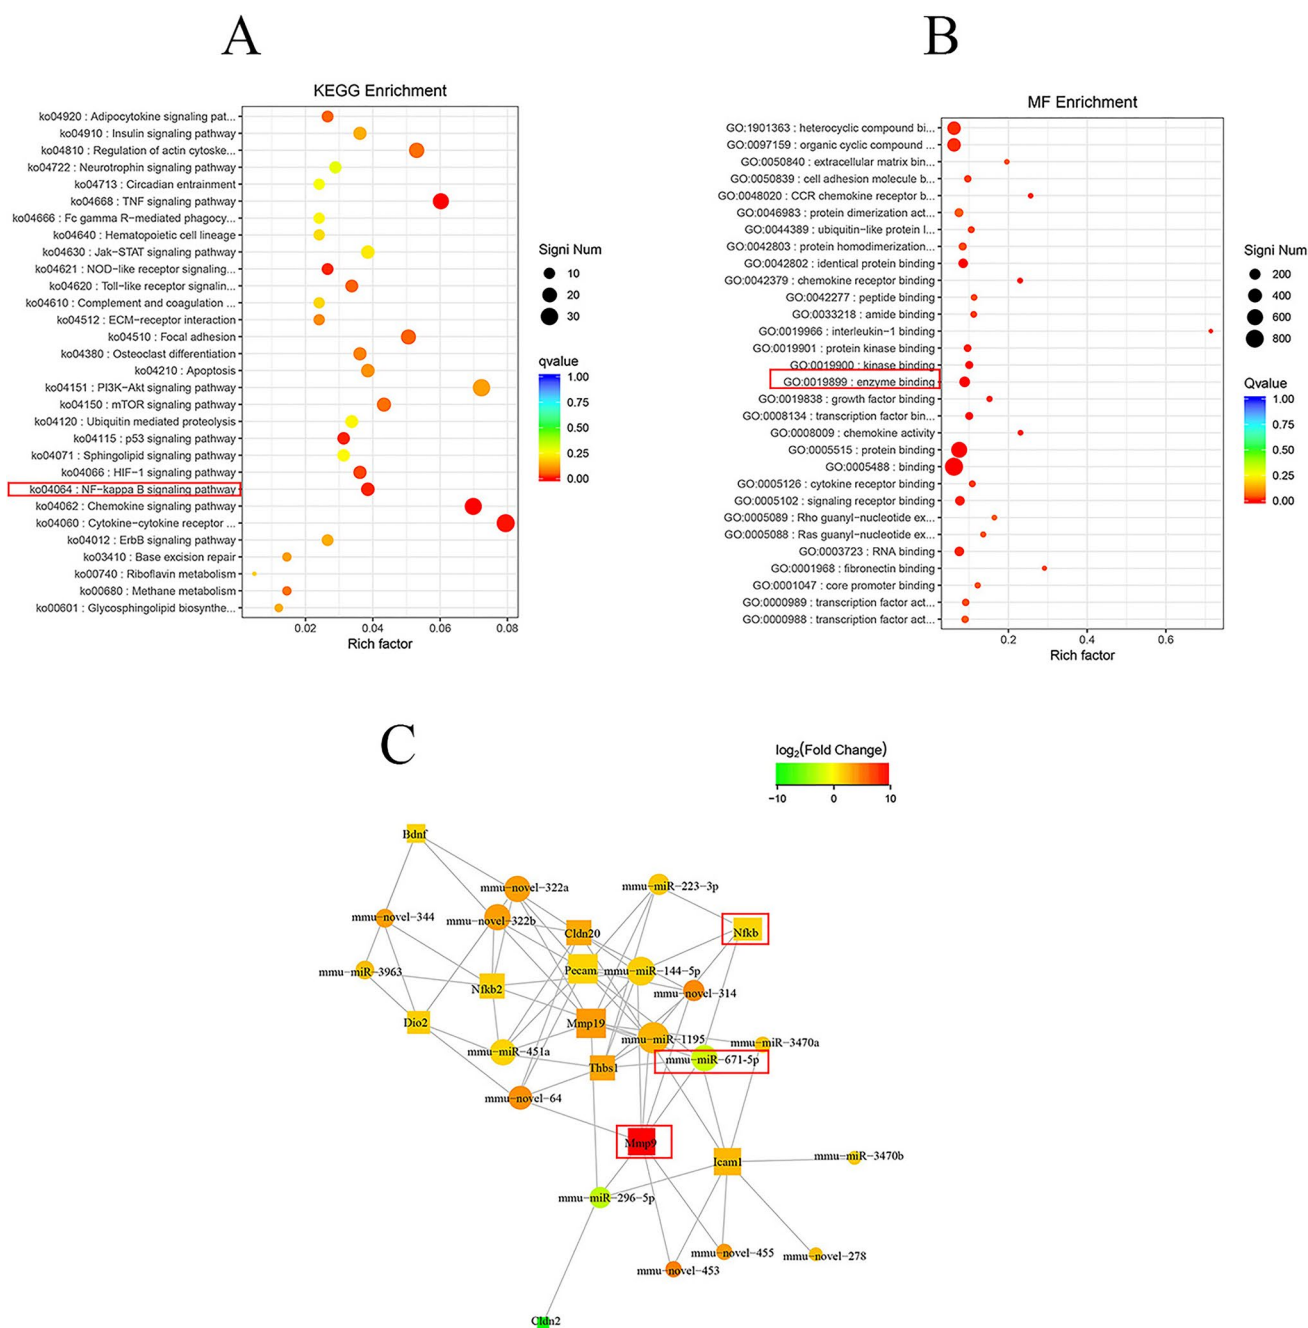 A
KEGG Enrichment
ko04920 : Adipocytokine signaling pat...
ko04910 : Insulin signaling pathway
ko04810 : Regulation of actin cytoske...
ko04722 : Neurotrophin signaling pathway
ko04713 : Circadian entrainment
ko04668 : TNF signaling pathway
ko04666 : Fc gamma R−mediated phagocy...
ko04640 : Hematopoietic cell lineage
ko04630 : Jak−STAT signaling pathway
ko04621 : NOD−like receptor signaling...
ko04620 : Toll−like receptor signalin...
ko04610 : Complement and coagulation ...
ko04512 : ECM−receptor interaction
ko04510 : Focal adhesion
ko04380 : Osteoclast differentiation
ko04210 : Apoptosis
ko04151 : PI3K−Akt signaling pathway
ko04150 : mTOR signaling pathway
ko04120 : Ubiquitin mediated proteolysis
ko04115 : p53 signaling pathway
ko04071 : Sphingolipid signaling pathway
ko04066 : HIF−1 signaling pathway
ko04064 : NF−kappa B signaling pathway
ko04062 : Chemokine signaling pathway
ko04060 : Cytokine−cytokine receptor ...
ko04012 : ErbB signaling pathway
ko03410 : Base excision repair
ko00740 : Riboflavin metabolism
ko00680 : Methane metabolism
ko00601 : Glycosphingolipid biosynthe...
0.02 0.04 0.06 0.08
Rich factor
Signi Num
10
20
30
qvalue
1.00
0.75
0.50
0.25
0.00
B
MF Enrichment
GO:1901363 : heterocyclic compound bi...
GO:0097159 : organic cyclic compound ...
GO:0050840 : extracellular matrix bin...
GO:0050839 : cell adhesion molecule b...
GO:0048020 : CCR chemokine receptor b...
GO:0046983 : protein dimerization act...
GO:0044389 : ubiquitin−like protein l...
GO:0042803 : protein homodimerization...
GO:0042802 : identical protein binding
GO:0042379 : chemokine receptor binding
GO:0042277 : peptide binding
GO:0033218 : amide binding
GO:0019966 : interleukin−1 binding
GO:0019901 : protein kinase binding
GO:0019900 : kinase binding
GO:0019899 : enzyme binding
GO:0019838 : growth factor binding
GO:0008134 : transcription factor bin...
GO:0008009 : chemokine activity
GO:0005515 : protein binding
GO:0005488 : binding
GO:0005126 : cytokine receptor binding
GO:0005102 : signaling receptor binding
GO:0005089 : Rho guanyl−nucleotide ex...
GO:0005088 : Ras guanyl−nucleotide ex...
GO:0003723 : RNA binding
GO:0001968 : fibronectin binding
GO:0001047 : core promoter binding
GO:0000989 : transcription factor act...
GO:0000988 : transcription factor act...
0.2 0.4 0.6
Rich factor
Signi Num
200
400
600
800
Qvalue
1.00
0.75
0.50
0.25
0.00
C
log₂(Fold Change)
−10 0 10
Bdnf
mmu−novel−322a
mmu−miR−223−3p
mmu−novel−344
mmu−novel−322b
Cldn20
Nfkb
mmu−miR−3963
Pecam
mmu−miR−144−5p
Nfkb2
mmu−novel−314
Dio2
Mmp19
mmu−miR−1195
mmu−miR−3470a
mmu−miR−451a
Thbs1
mmu−miR−671-5p
mmu−novel−64
Mmp9
Icam1
mmu−miR−3470b
mmu−miR−296−5p
mmu−novel−455
mmu−novel−278
mmu−novel−453
Cldn2